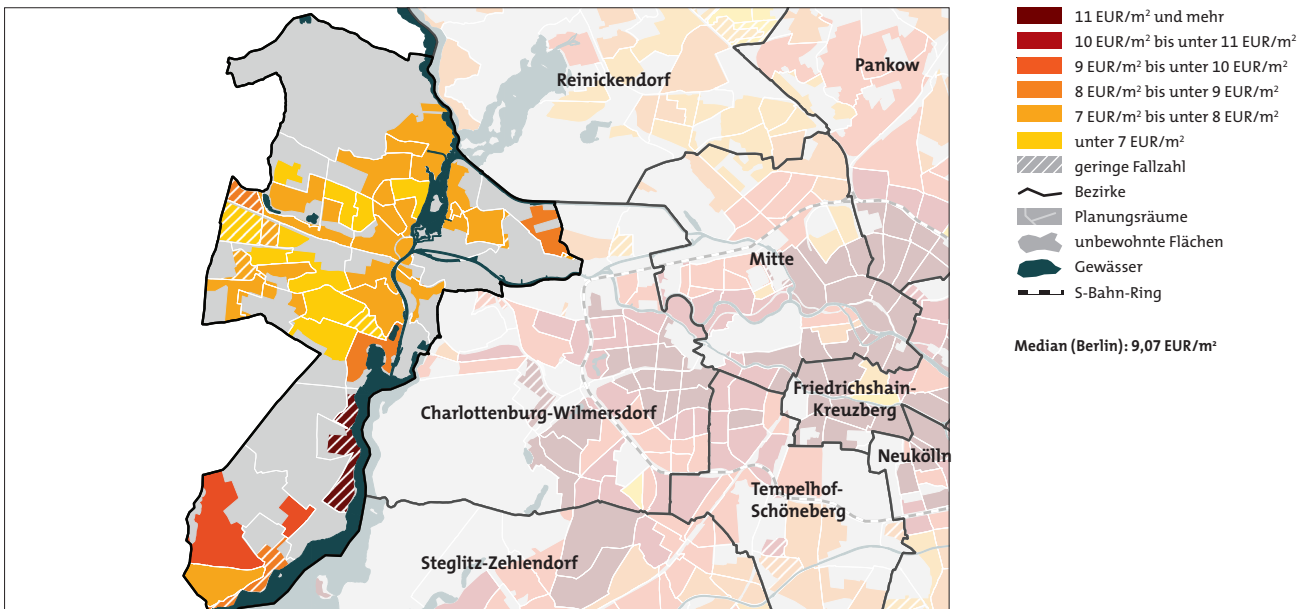 Reinickendorf
Pankow
Mitte
Charlottenburg-Wilmersdorf
Friedrichshain-
Kreuzberg
Neukölln
Tempelhof-
Schöneberg
Steglitz-Zehlendorf
11 EUR/m² und mehr
10 EUR/m² bis unter 11 EUR/m²
9 EUR/m² bis unter 10 EUR/m²
8 EUR/m² bis unter 9 EUR/m²
7 EUR/m² bis unter 8 EUR/m²
unter 7 EUR/m²
geringe Fallzahl
Bezirke
Planungsräume
unbewohnte Flächen
Gewässer
S-Bahn-Ring
Median (Berlin): 9,07 EUR/m²